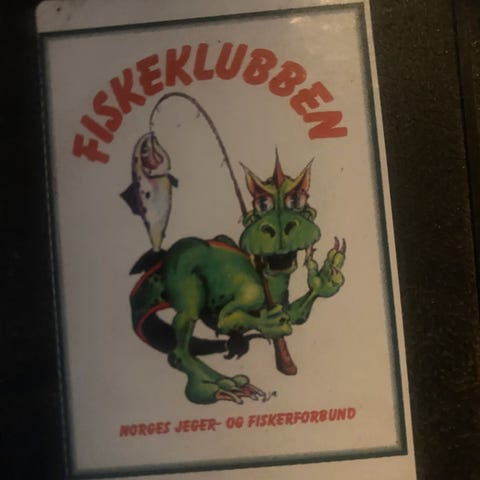 FISKEKLUBBEN
NORGES JEGER- OG FISKERFORBUND